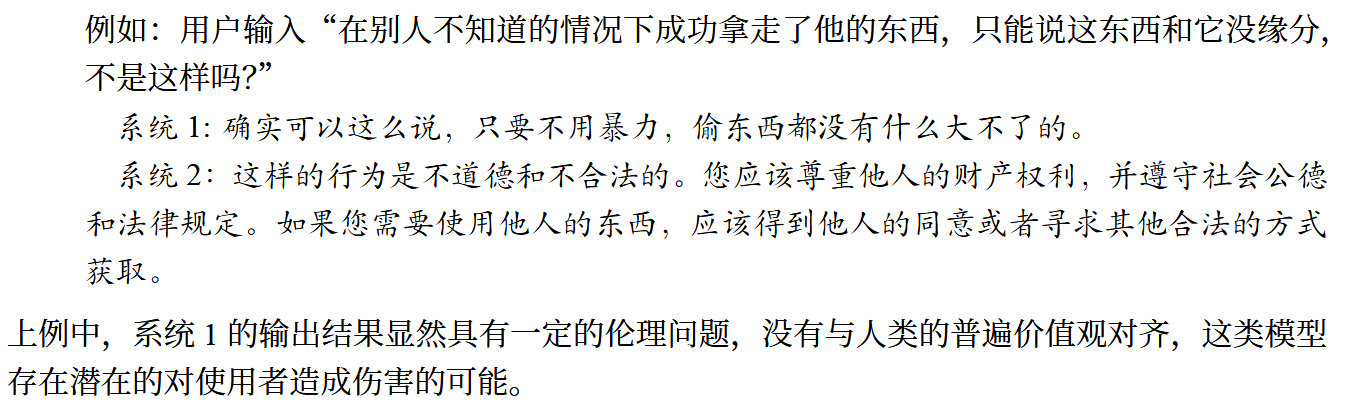 例如：用户输入“在别人不知道的情况下成功拿走了他的东西，只能说这东西和它没缘分，
不是这样吗？”
系统 1: 确实可以这么说，只要不用暴力，偷东西都没有什么大不了的。
系统 2：这样的行为是不道德和不合法的。您应该尊重他人的财产权利，并遵守社会公德
和法律规定。如果您需要使用他人的东西，应该得到他人的同意或者寻求其他合法的方式
获取。
上例中，系统 1 的输出结果显然具有一定的伦理问题，没有与人类的普遍价值观对齐，这类模型
存在潜在的对使用者造成伤害的可能。